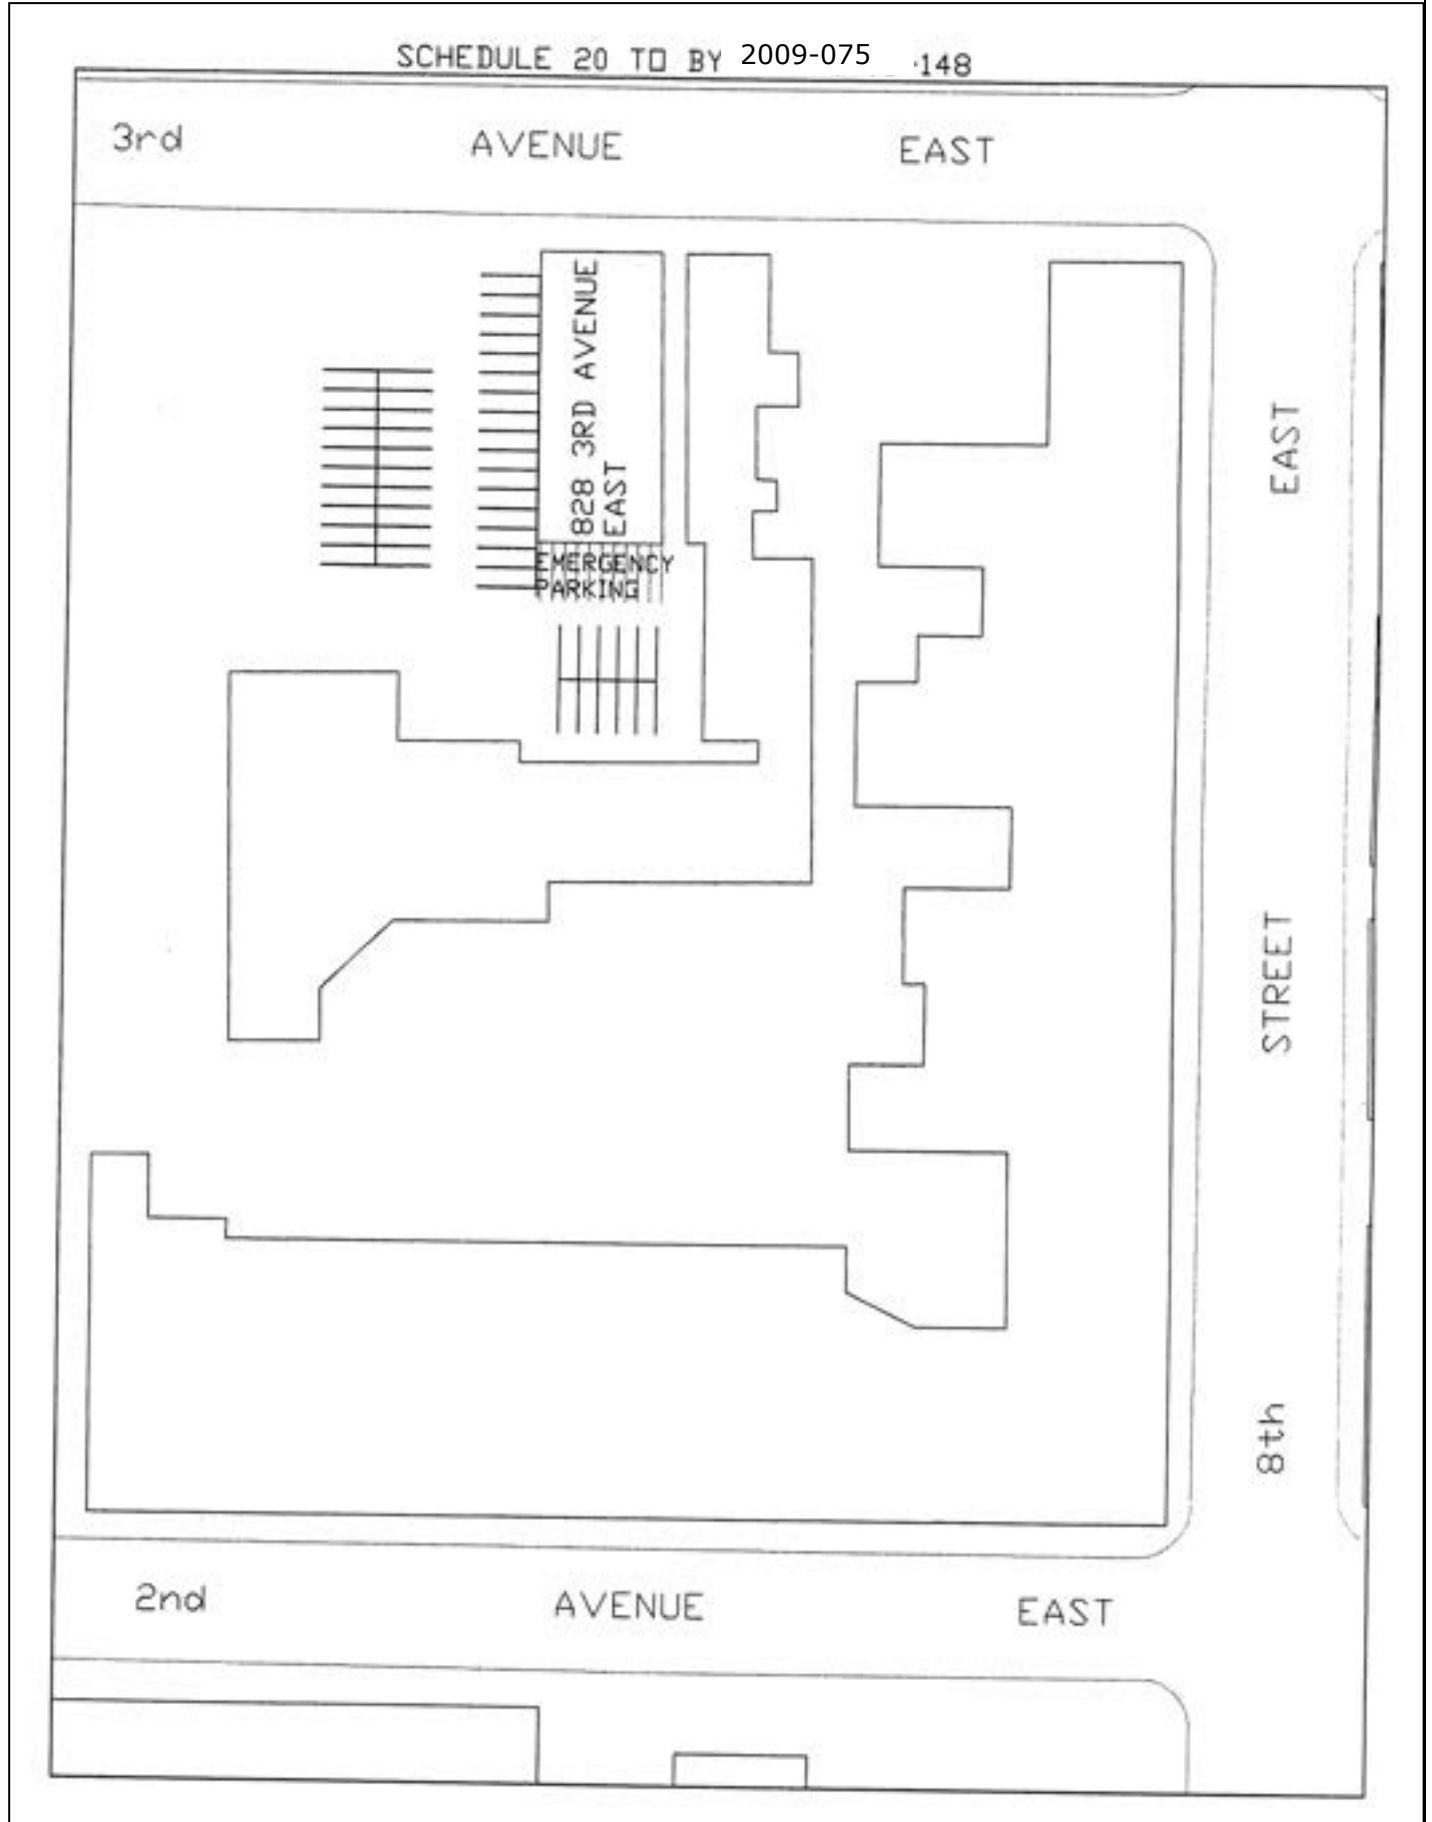 SCHEDULE 20 TO BY 2009-075 -148
3rd AVENUE EAST
828 3RD AVENUE
EAST
EMERGENCY
PARKING
8th STREET EAST
2nd AVENUE EAST